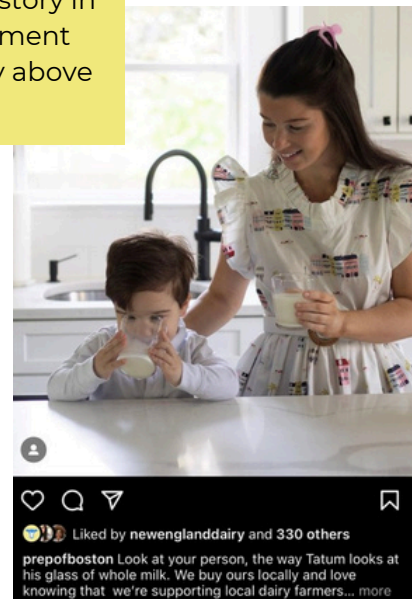 story in
ment
y above
Liked by newenglanddairy and 330 others
prepofboston Look at your person, the way Tatum looks at
his glass of whole milk. We buy ours locally and love
knowing that we're supporting local dairy farmers... more